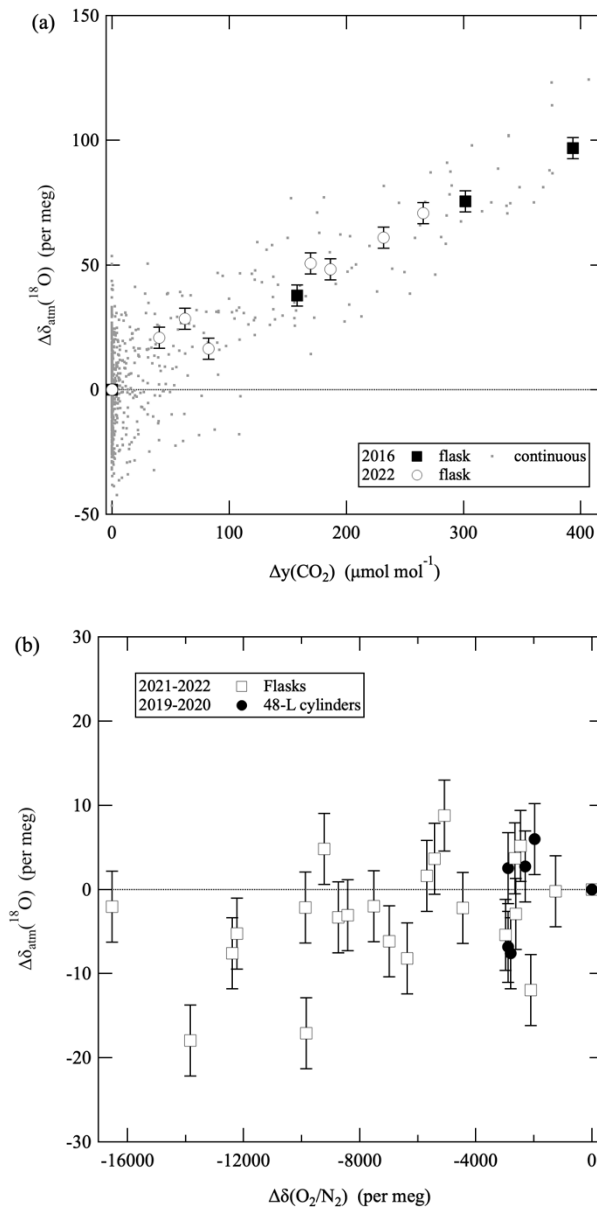 (a)
150
100
50
0
-50
Δδatm(¹⁸O) (per meg)
2016 flask continuous
2022 flask
0 100 200 300 400
Δy(CO₂) (μmol mol⁻¹)
(b)
30
20
10
0
-10
-20
-30
Δδatm(¹⁸O) (per meg)
2021-2022 Flasks
2019-2020 48-L cylinders
-16000 -12000 -8000 -4000 0
Δδ(O₂/N₂) (per meg)